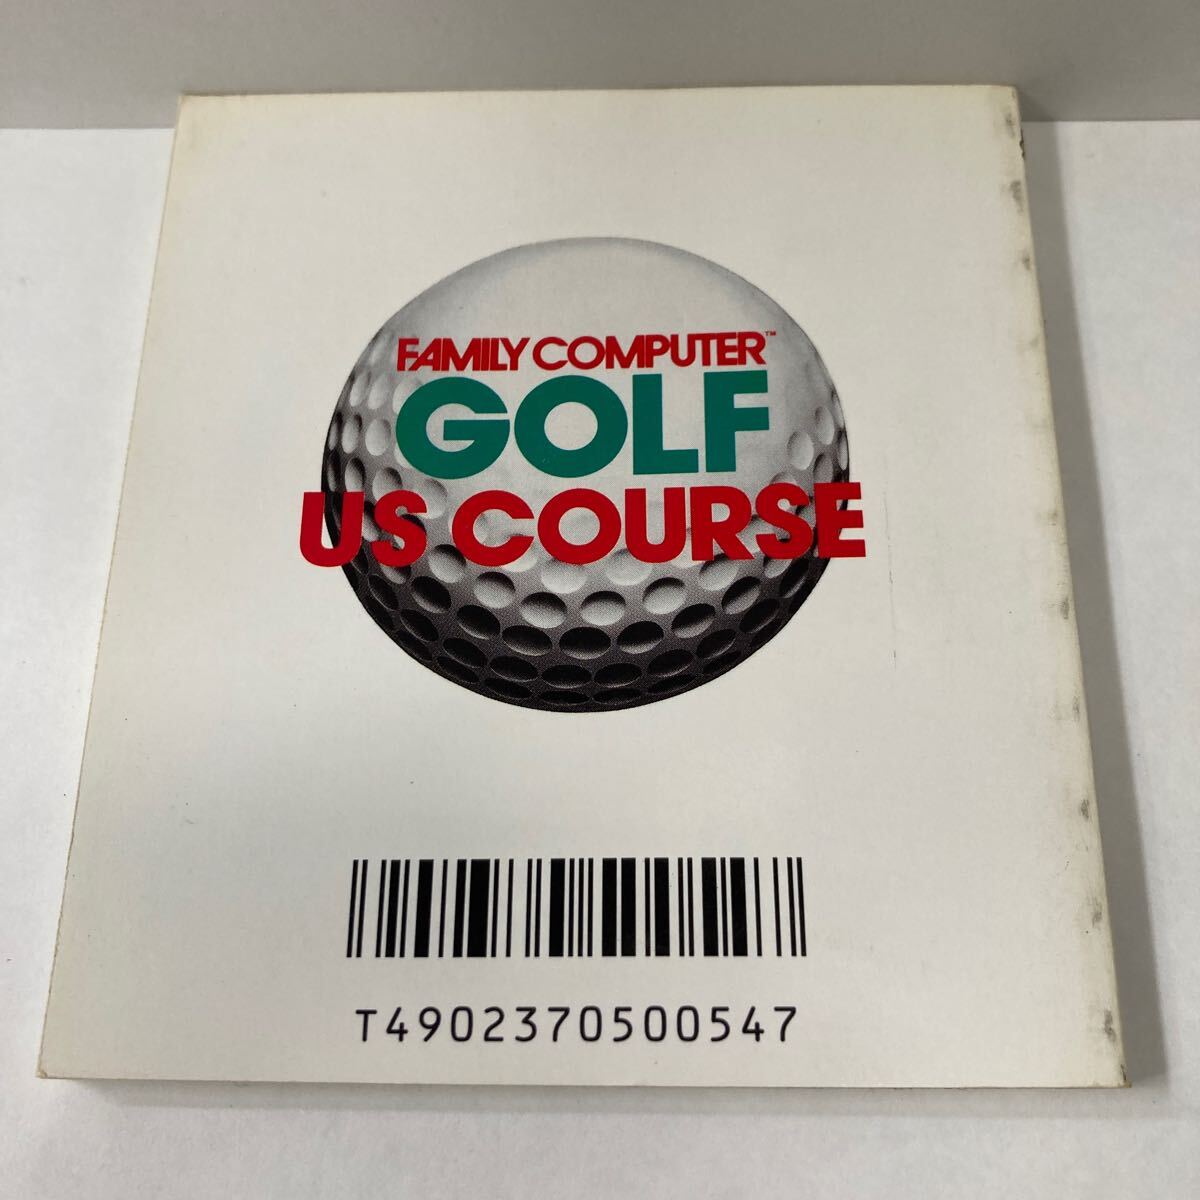 FAMILY COMPUTER™
GOLF
US COURSE
T4902370500547